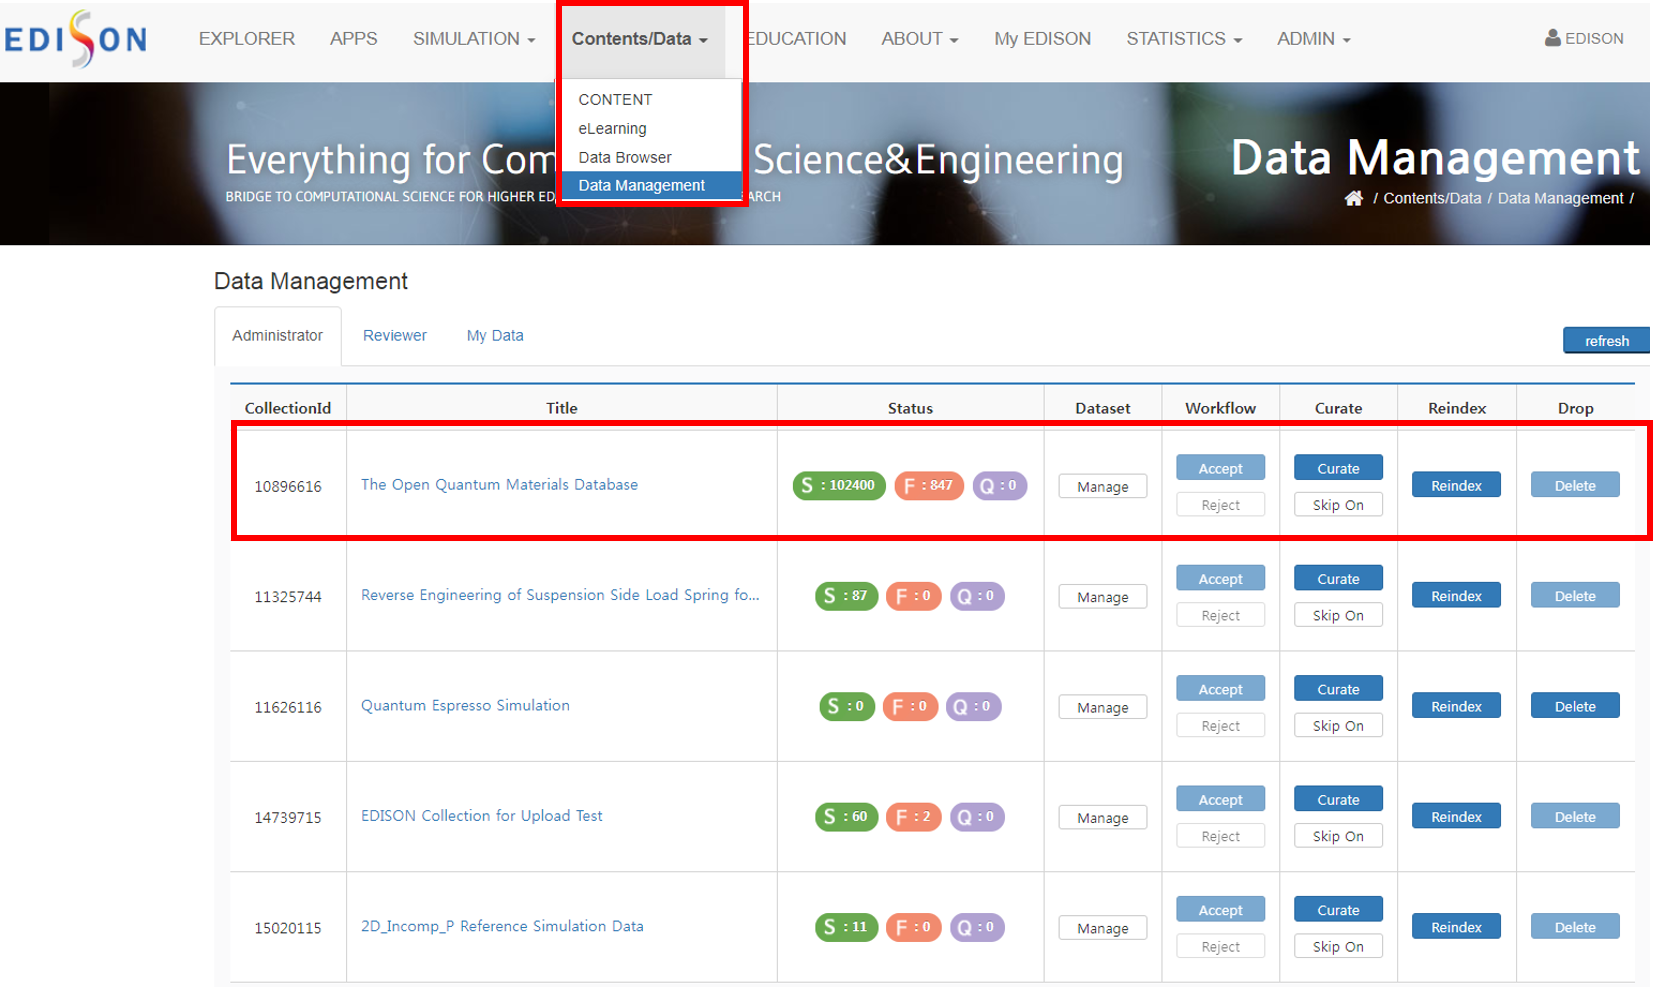 EDISON
EXPLORER APPS SIMULATION Contents/Data EDUCATION ABOUT My EDISON STATISTICS ADMIN EDISON
CONTENT
eLearning
Data Browser
Data Management
Everything for Com Science&Engineering
BRIDGE TO COMPUTATIONAL SCIENCE FOR HIGHER ED ARCH
Data Management
/ Contents/Data / Data Management /
Data Management
Administrator Reviewer My Data
refresh
CollectionId Title Status Dataset Workflow Curate Reindex Drop
10896616 The Open Quantum Materials Database S : 102400 F : 847 Q : 0 Manage Accept Curate Reindex Delete
Reject Skip On
11325744 Reverse Engineering of Suspension Side Load Spring fo... S : 87 F : 0 Q : 0 Manage Accept Curate Reindex Delete
Reject Skip On
11626116 Quantum Espresso Simulation S : 0 F : 0 Q : 0 Manage Accept Curate Reindex Delete
Reject Skip On
14739715 EDISON Collection for Upload Test S : 60 F : 2 Q : 0 Manage Accept Curate Reindex Delete
Reject Skip On
15020115 2D_Incomp_P Reference Simulation Data S : 11 F : 0 Q : 0 Manage Accept Curate Reindex Delete
Reject Skip On